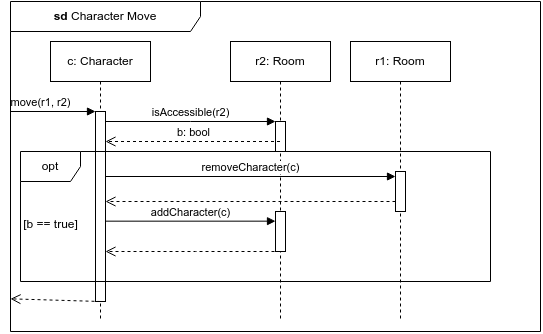 sd Character Move
c: Character
r2: Room
r1: Room
move(r1, r2)
isAccessible(r2)
b: bool
opt
removeCharacter(c)
addCharacter(c)
[b == true]